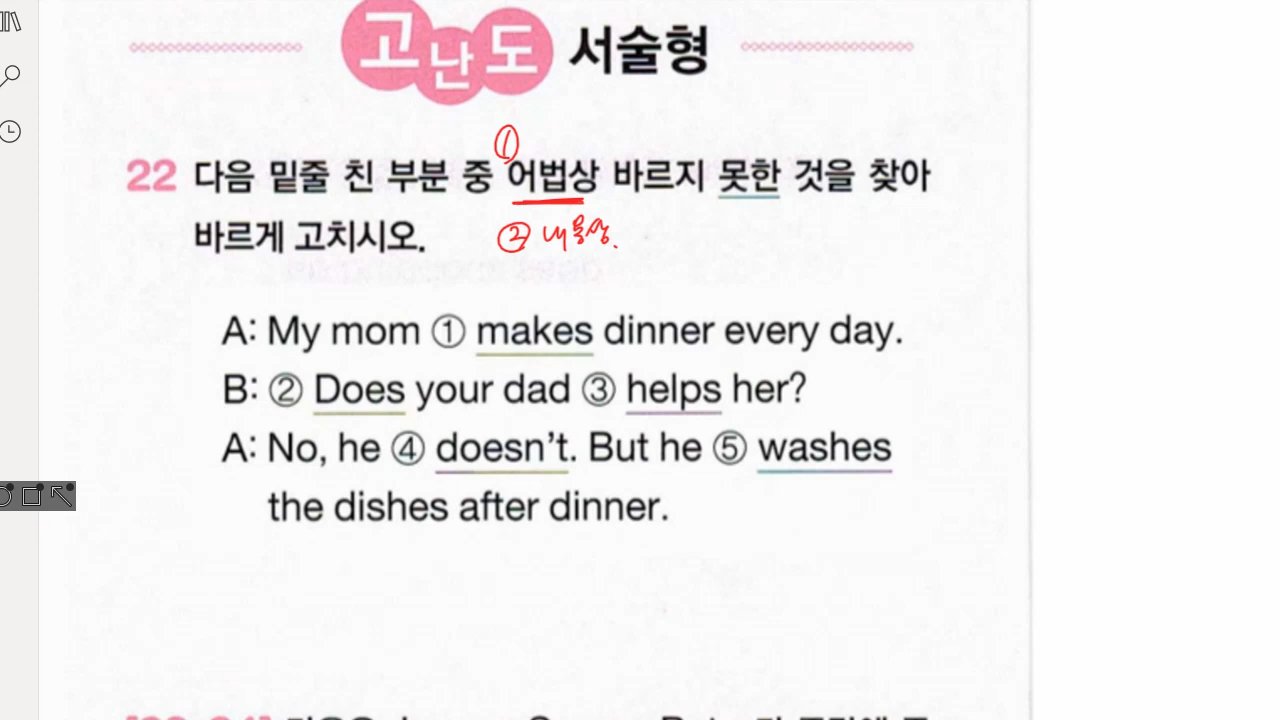 고난도 서술형
①
22 다음 밑줄 친 부분 중 어법상 바르지 못한 것을 찾아
바르게 고치시오.
② 내용상.
A: My mom ① makes dinner every day.
B: ② Does your dad ③ helps her?
A: No, he ④ doesn't. But he ⑤ washes
the dishes after dinner.